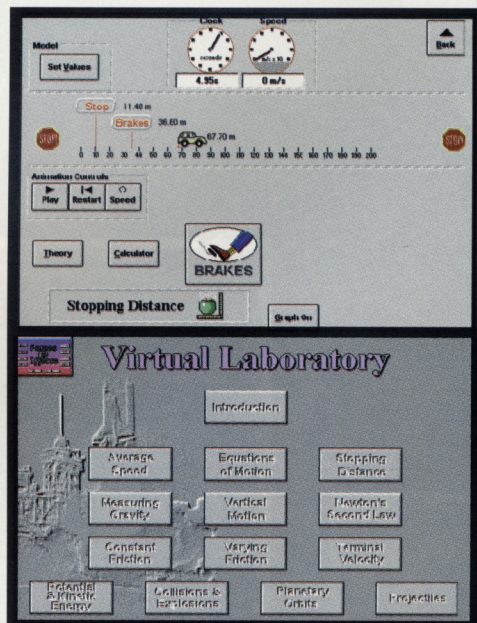 Clock
Speed
Model
Set Values
seconds
m/s x 10
Back
4.95s
0 m/s
Stop
11.40 m
Brakes
36.60 m
67.70 m
STOP
STOP
0 10 20 30 40 50 60 70 80 90 100 110 120 130 140 150 160 170 180 190 200
Animation Controls
Play
Restart
Speed
Theory
Calculator
BRAKES
Stopping Distance
Graph On
Virtual Laboratory
Introduction
Average
Speed
Equations
of Motion
Stopping
Distance
Measuring
Gravity
Vertical
Motion
Newton's
Second Law
Constant
Friction
Varying
Friction
Terminal
Velocity
Potential
& Kinetic
Energy
Collisions &
Explosions
Planetary
Orbits
Projectiles